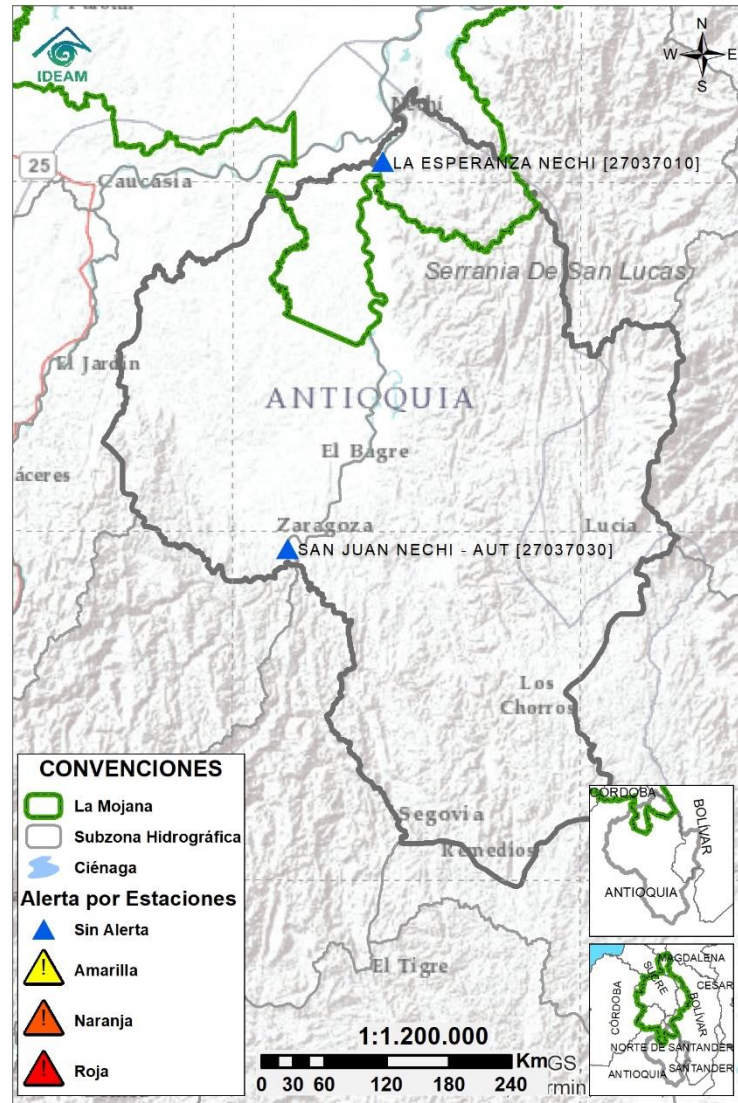 IDEAM
N
W E
S
Nechí
LA ESPERANZA NECHI [27037010]
25
Caucasia
Serrania De San Lucas
El Jardín
ANTIOQUIA
El Bagre
áceres
Zaragoza
Lucia
SAN JUAN NECHI - AUT [27037030]
Los
Chorros
CONVENCIONES
La Mojana
Subzona Hidrográfica
Ciénaga
Alerta por Estaciones
Sin Alerta
Amarilla
Naranja
Roja
Segovia
Remedios
El Tigre
1:1.200.000
Km
GS
0 30 60 120 180 240
rmin
CÓRDOBA
BOLÍVAR
ANTIOQUIA
MAGDALENA
SUCRE
CESAR
CÓRDOBA
BOLÍVAR
NORTE DE SANTANDER
ANTIOQUIA
SANTANDER